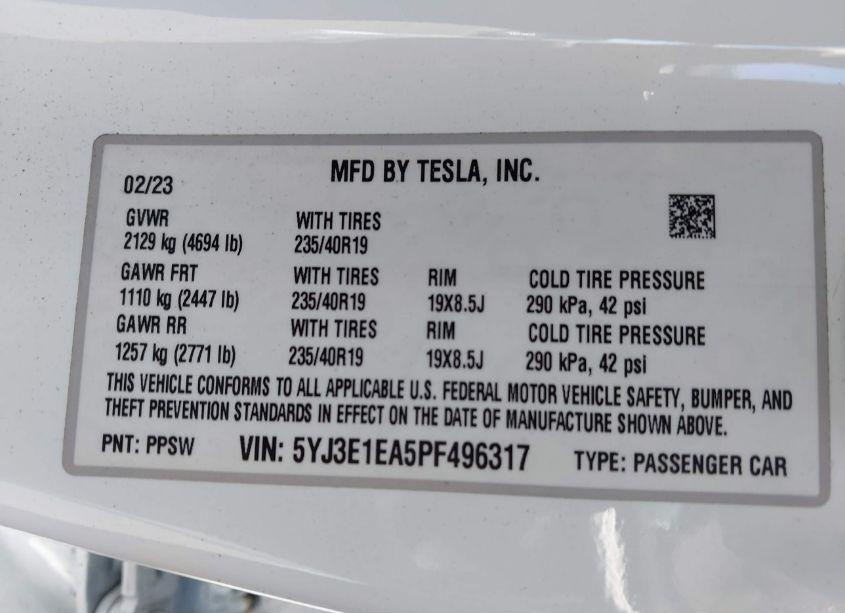 MFD BY TESLA, INC.
02/23
GVWR WITH TIRES
2129 kg (4694 lb) 235/40R19
GAWR FRT WITH TIRES RIM COLD TIRE PRESSURE
1110 kg (2447 lb) 235/40R19 19X8.5J 290 kPa, 42 psi
GAWR RR WITH TIRES RIM COLD TIRE PRESSURE
1257 kg (2771 lb) 235/40R19 19X8.5J 290 kPa, 42 psi
THIS VEHICLE CONFORMS TO ALL APPLICABLE U.S. FEDERAL MOTOR VEHICLE SAFETY, BUMPER, AND
THEFT PREVENTION STANDARDS IN EFFECT ON THE DATE OF MANUFACTURE SHOWN ABOVE.
PNT: PPSW VIN: 5YJ3E1EA5PF496317 TYPE: PASSENGER CAR